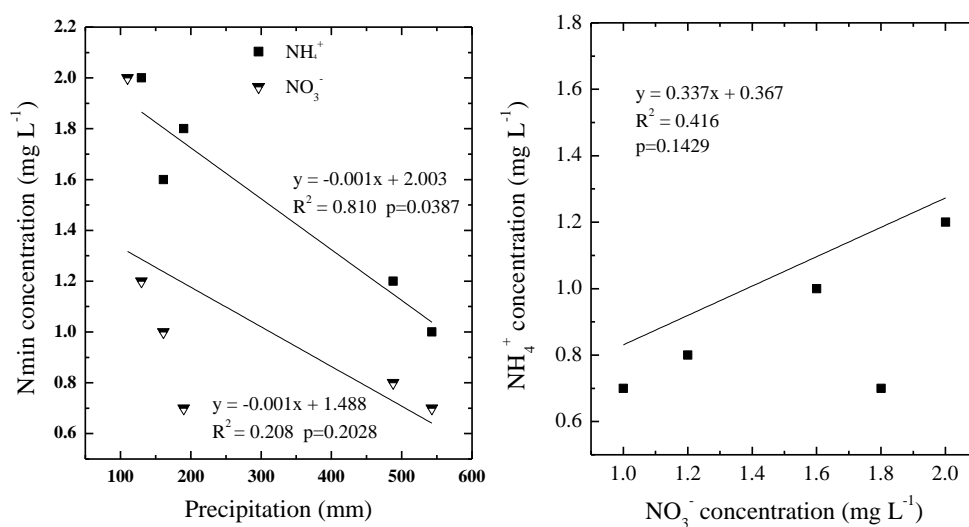 2.2
2.0
1.8
1.6
1.4
1.2
1.0
0.8
0.6
Nmin concentration (mg L⁻¹)
NH₄⁺
NO₃⁻
y = -0.001x + 2.003
R² = 0.810 p=0.0387
y = -0.001x + 1.488
R² = 0.208 p=0.2028
100 200 300 400 500 600
Precipitation (mm)
1.8
1.6
1.4
1.2
1.0
0.8
0.6
NH₄⁺ concentration (mg L⁻¹)
y = 0.337x + 0.367
R² = 0.416
p=0.1429
1.0 1.2 1.4 1.6 1.8 2.0
NO₃⁻ concentration (mg L⁻¹)